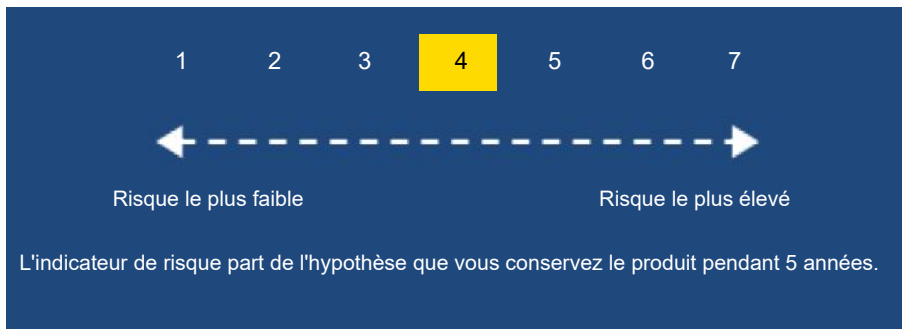 1 2 3 4 5 6 7
Risque le plus faible Risque le plus élevé
L'indicateur de risque part de l'hypothèse que vous conservez le produit pendant 5 années.